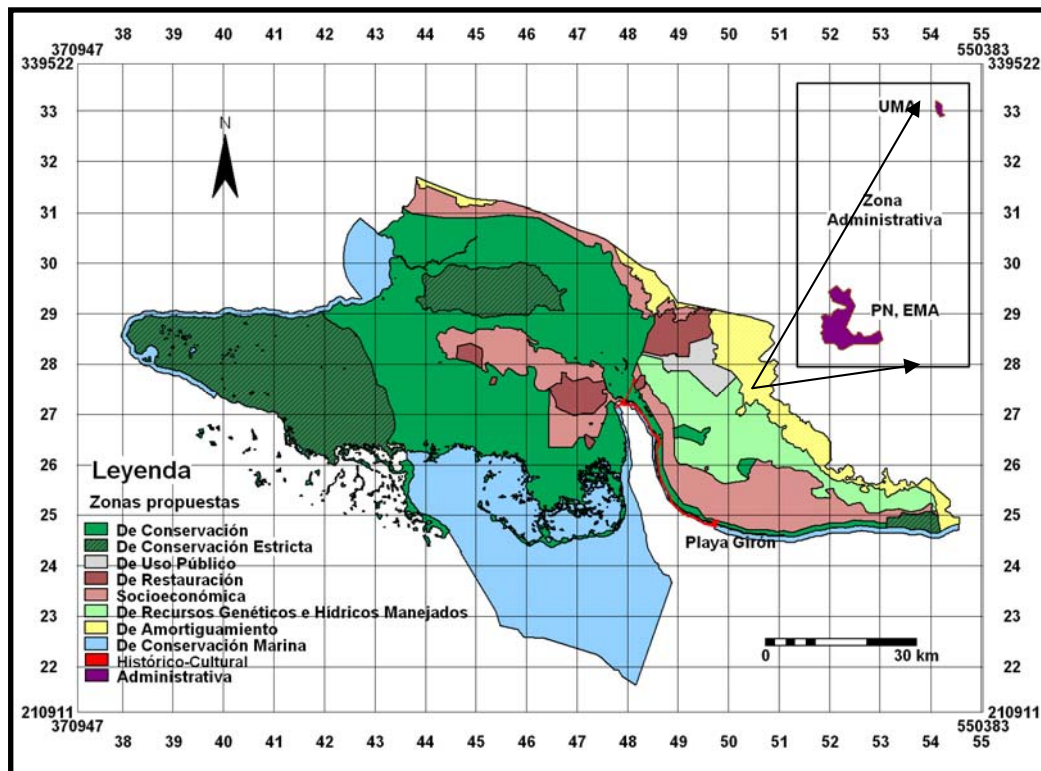 38 39 40 41 42 43 44 45 46 47 48 49 50 51 52 53 54 55
370947 550383
339522 339522
N
UMA
33 33
32 32
Zona
Administrativa
31 31
30 30
PN, EMA
29 29
28 28
27 27
26 26
25 25
24 24
23 23
22 22
Playa Girón
Leyenda
Zonas propuestas
De Conservación
De Conservación Estricta
De Uso Público
De Restauración
Socioeconómica
De Recursos Genéticos e Hídricos Manejados
De Amortiguamiento
De Conservación Marina
Histórico-Cultural
Administrativa
0 30 km
210911 210911
370947 550383
38 39 40 41 42 43 44 45 46 47 48 49 50 51 52 53 54 55